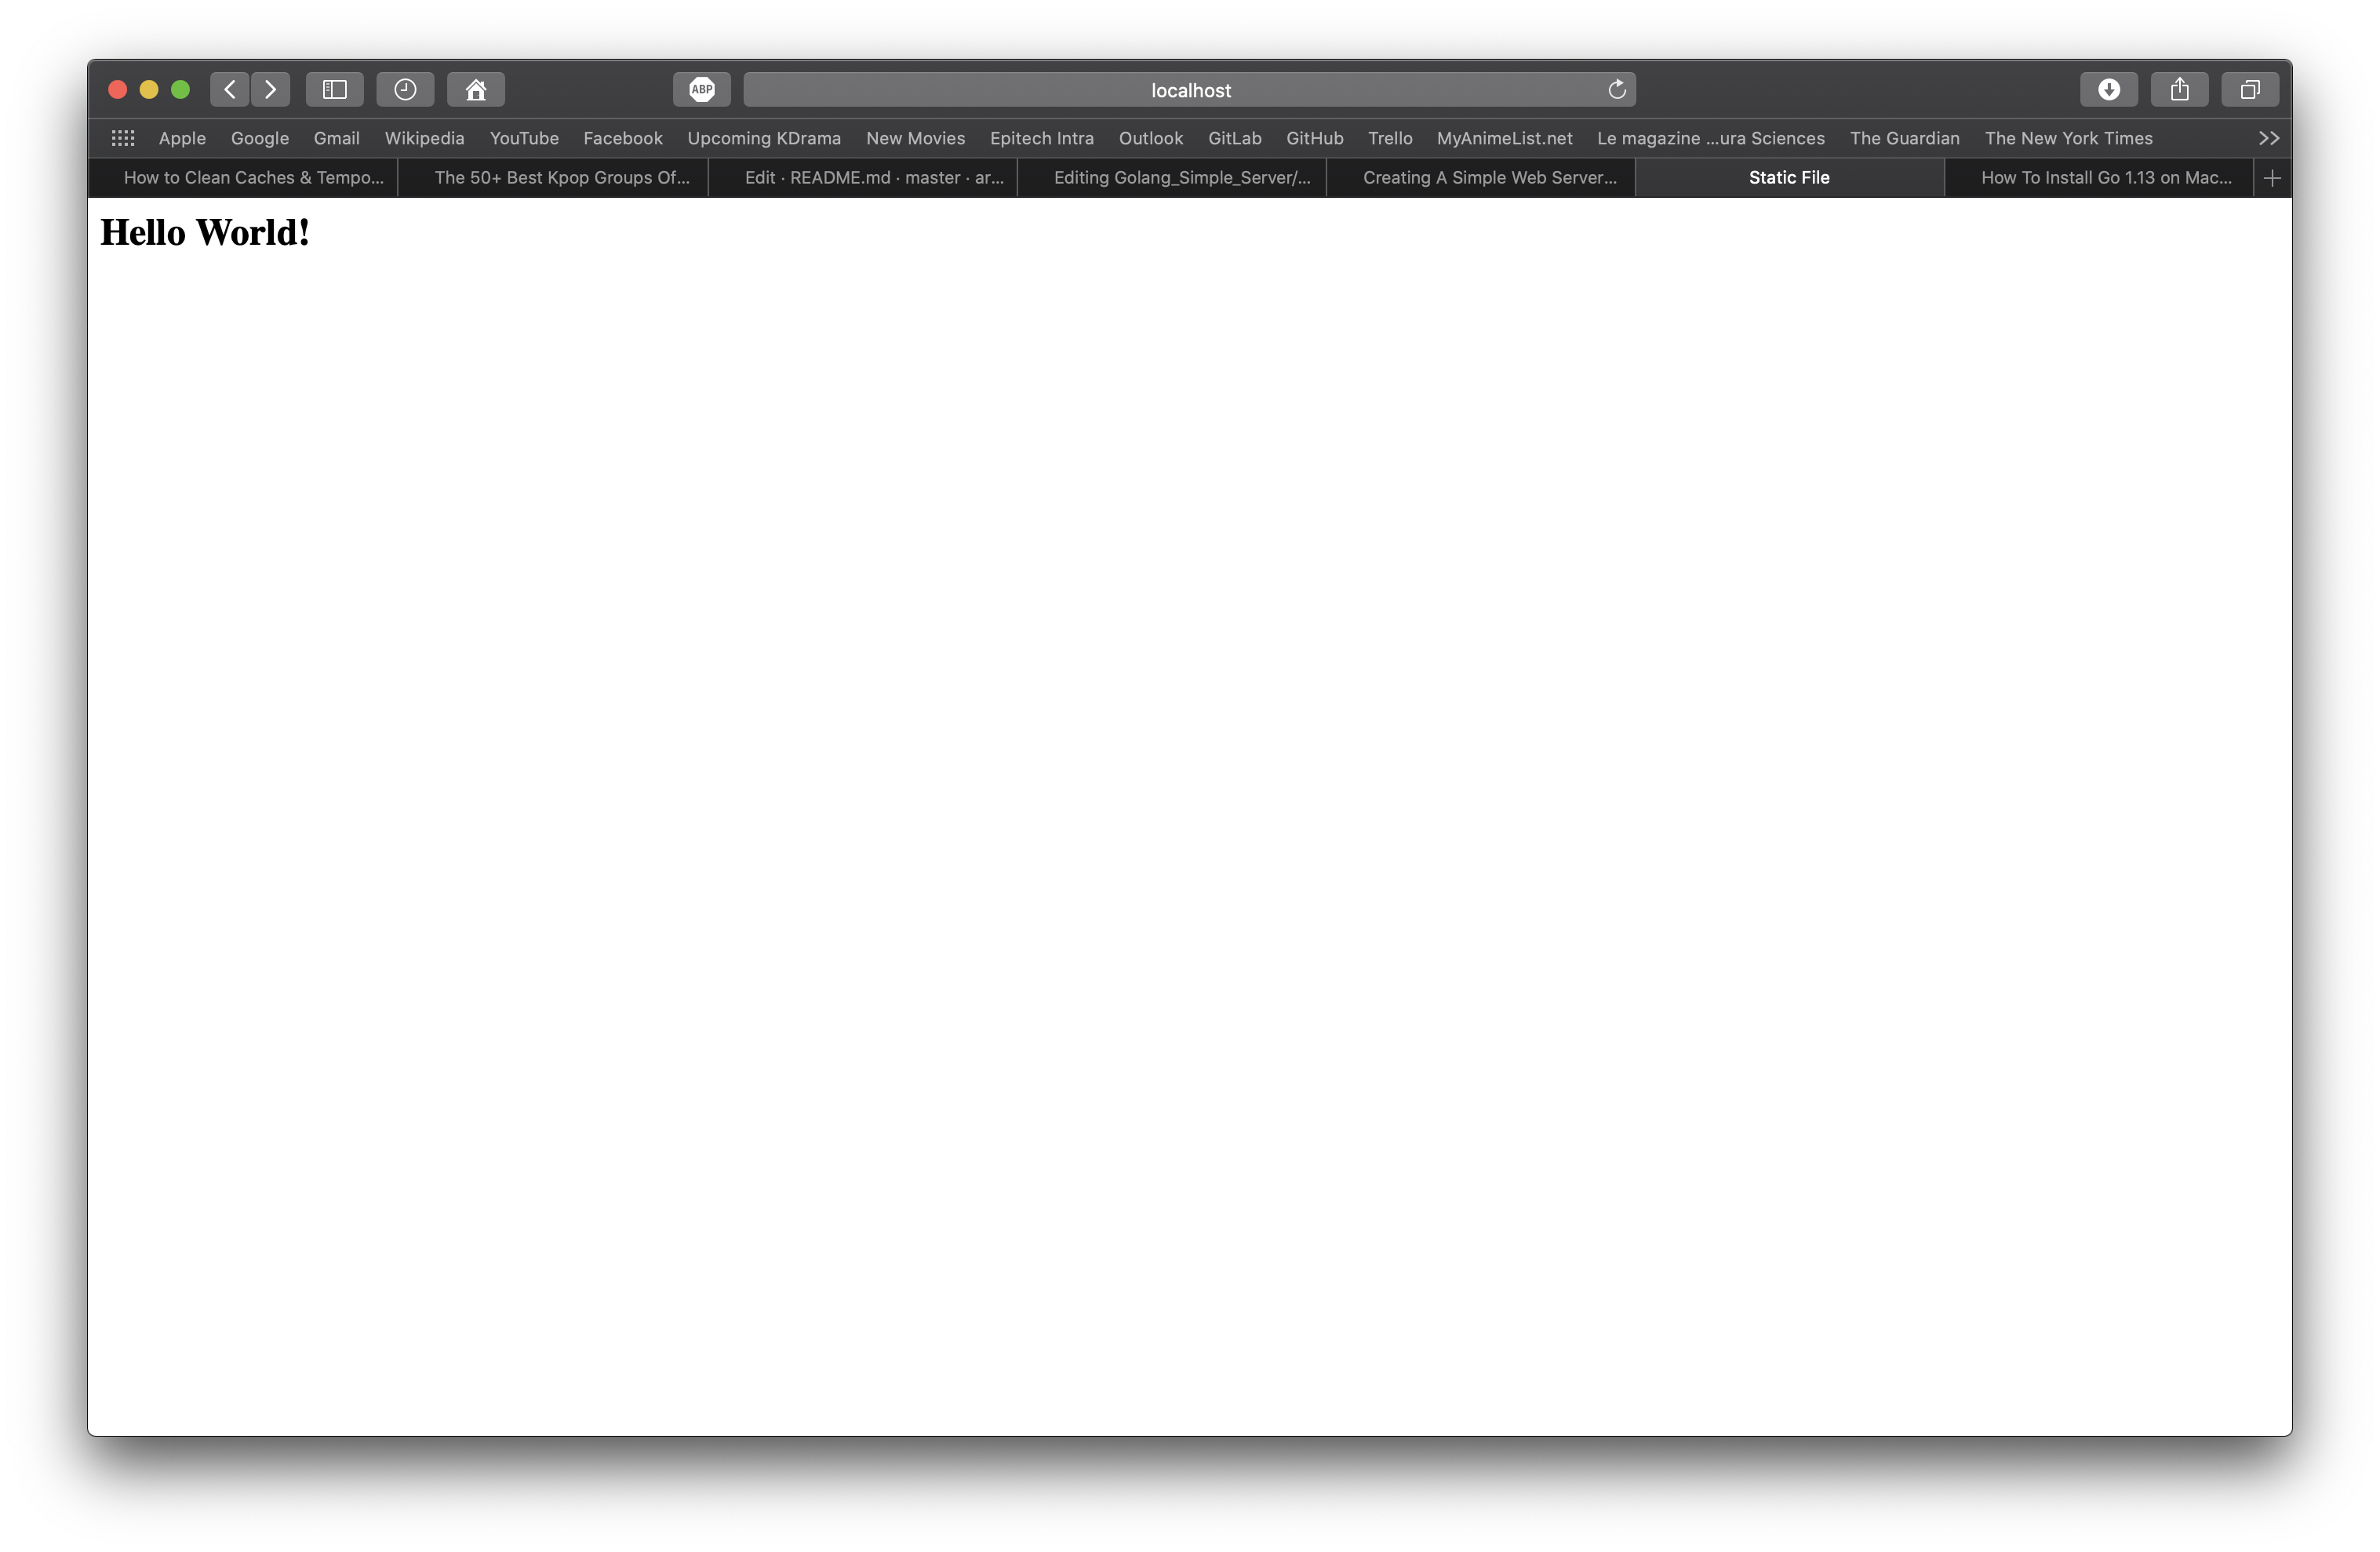 ABP localhost
Apple Google Gmail Wikipedia YouTube Facebook Upcoming KDrama New Movies Epitech Intra Outlook GitLab GitHub Trello MyAnimeList.net Le magazine ...ura Sciences The Guardian The New York Times
How to Clean Caches & Tempo... The 50+ Best Kpop Groups Of... Edit · README.md · master · ar... Editing Golang_Simple_Server/... Creating A Simple Web Server... Static File How To Install Go 1.13 on Mac...
Hello World!